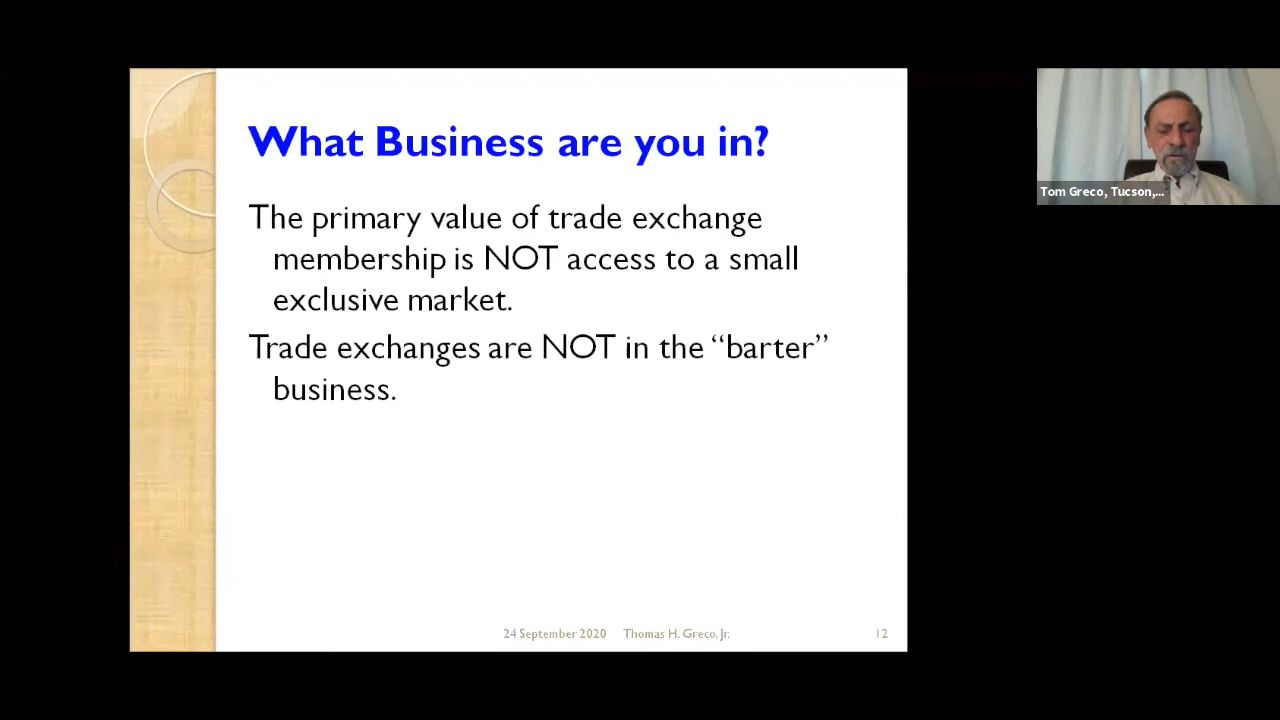 What Business are you in?
The primary value of trade exchange
membership is NOT access to a small
exclusive market.
Trade exchanges are NOT in the “barter”
business.
24 September 2020 Thomas H. Greco, Jr. 12
Tom Greco, Tucson,...